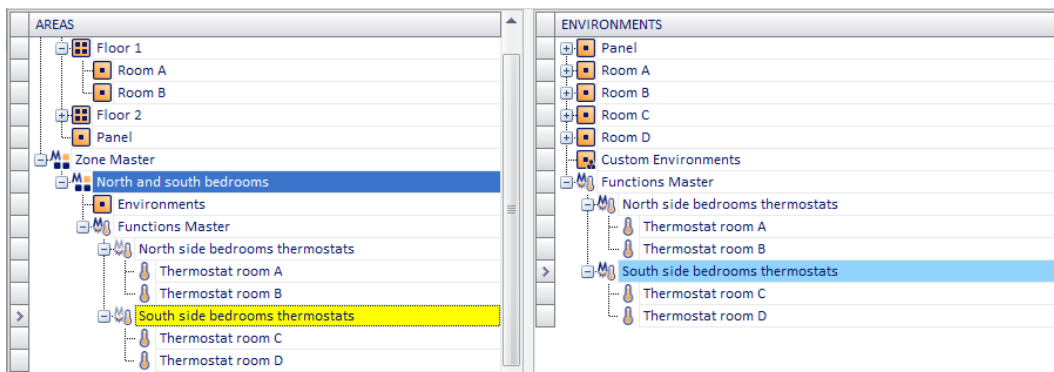 AREAS
Floor 1
Room A
Room B
Floor 2
Panel
Zone Master
North and south bedrooms
Environments
Functions Master
North side bedrooms thermostats
Thermostat room A
Thermostat room B
South side bedrooms thermostats
Thermostat room C
Thermostat room D
ENVIRONMENTS
Panel
Room A
Room B
Room C
Room D
Custom Environments
Functions Master
North side bedrooms thermostats
Thermostat room A
Thermostat room B
South side bedrooms thermostats
Thermostat room C
Thermostat room D